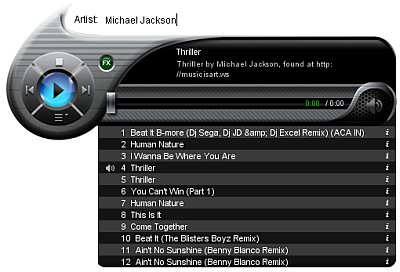 Artist: Michael Jackson
FX
Thriller
Thriller by Michael Jackson, found at http:
//musicisart.ws
0:00 / 0:00
1 Beat It B-more (Dj Sega, Dj JD &amp; Dj Excel Remix) (ACA IN) i
2 Human Nature i
3 I Wanna Be Where You Are i
4 Thriller i
5 Thriller i
6 You Can't Win (Part 1) i
7 Human Nature i
8 This Is It i
9 Come Together i
10 Beat It (The Blisters Boyz Remix) i
11 Ain't No Sunshine (Benny Blanco Remix) i
12 Ain't No Sunshine (Benny Blanco Remix) i